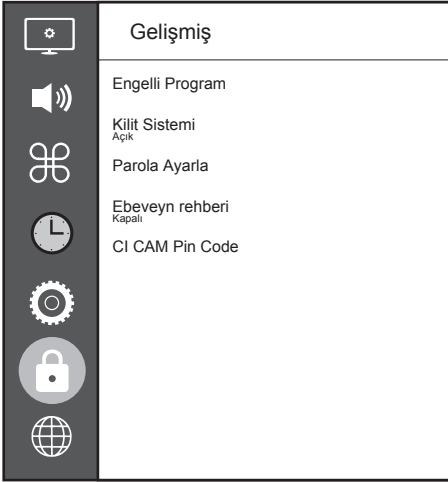 Gelişmiş
Engelli Program
Kilit Sistemi
Açık
Parola Ayarla
Ebeveyn rehberi
Kapalı
CI CAM Pin Code